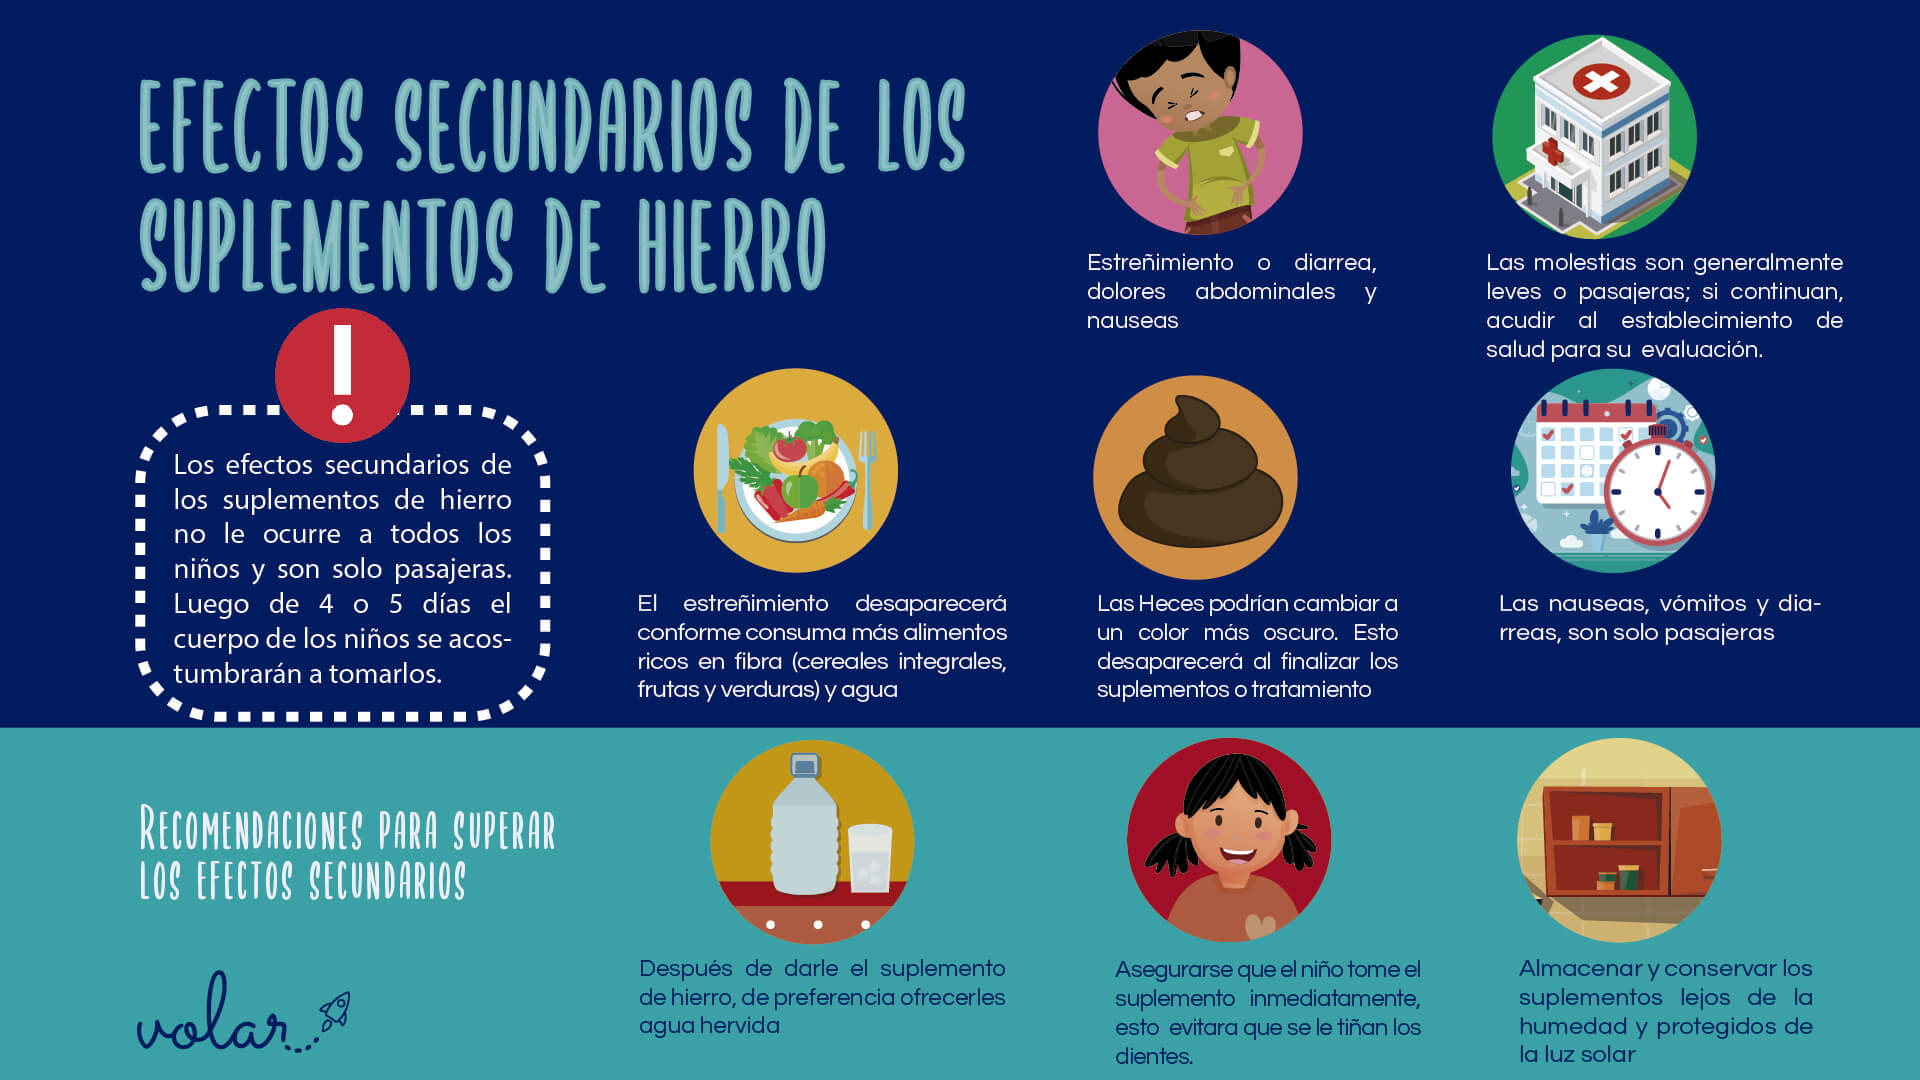 EFECTOS SECUNDARIOS DE LOS
SUPLEMENTOS DE HIERRO
!
Los efectos secundarios de
los suplementos de hierro
no le ocurre a todos los
niños y son solo pasajeras.
Luego de 4 o 5 días el
cuerpo de los niños se acos-
tumbrarán a tomarlos.
Estreñimiento o diarrea,
dolores abdominales y
nauseas
Las molestias son generalmente
leves o pasajeras; si continuan,
acudir al establecimiento de
salud para su evaluación.
El estreñimiento desaparecerá
conforme consuma más alimentos
ricos en fibra (cereales integrales,
frutas y verduras) y agua
Las Heces podrían cambiar a
un color más oscuro. Esto
desaparecerá al finalizar los
suplementos o tratamiento
Las nauseas, vómitos y dia-
rreas, son solo pasajeras
RECOMENDACIONES PARA SUPERAR
LOS EFECTOS SECUNDARIOS
volar
Después de darle el suplemento
de hierro, de preferencia ofrecerles
agua hervida
Asegurarse que el niño tome el
suplemento inmediatamente,
esto evitara que se le tiñan los
dientes.
Almacenar y conservar los
suplementos lejos de la
humedad y protegidos de
la luz solar